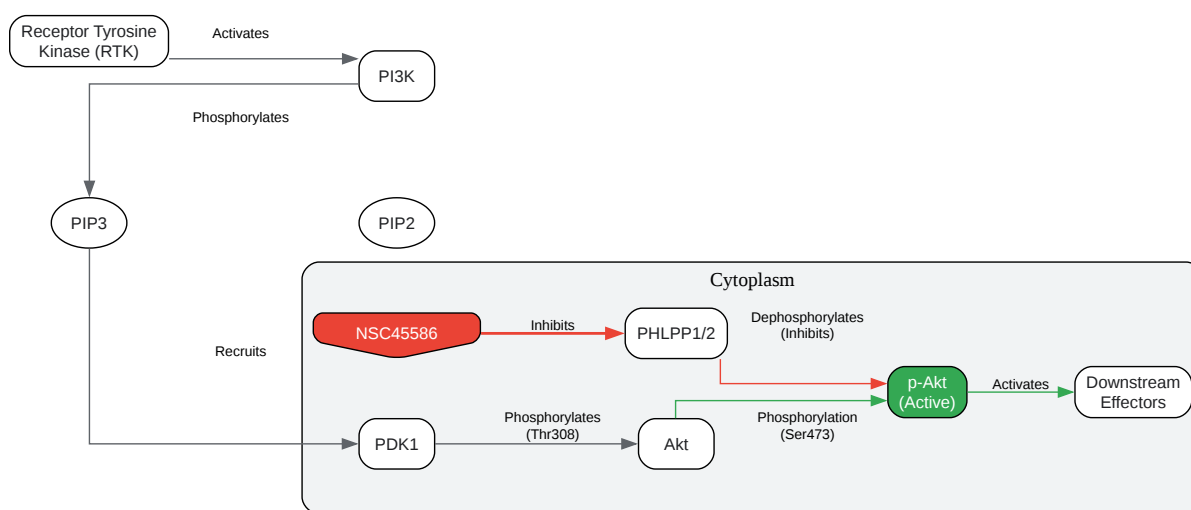 Receptor Tyrosine
Kinase (RTK)
Activates
PI3K
Phosphorylates
PIP3
PIP2
Cytoplasm
NSC45586
Inhibits
PHLPP1/2
Dephosphorylates
(Inhibits)
Recruits
p-Akt
(Active)
Activates
Downstream
Effectors
PDK1
Phosphorylates
(Thr308)
Akt
Phosphorylation
(Ser473)